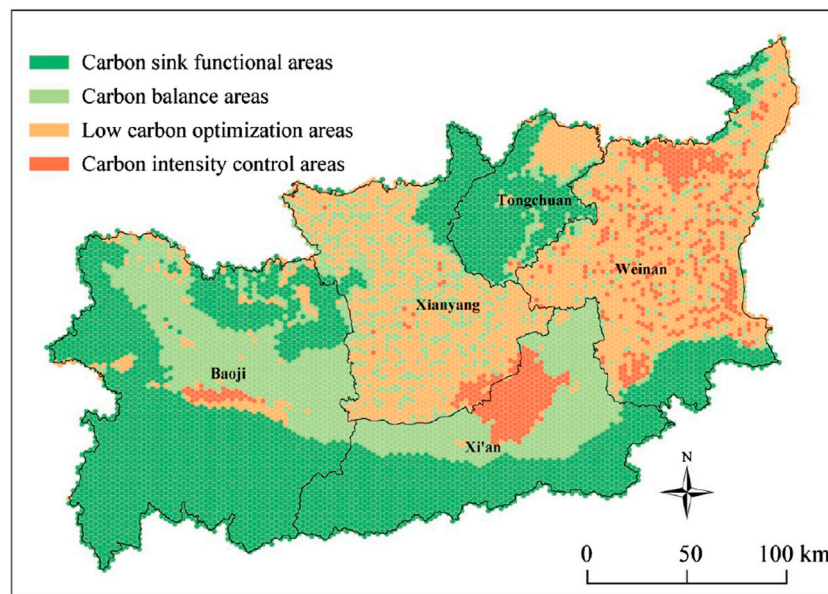 Carbon sink functional areas
Carbon balance areas
Low carbon optimization areas
Carbon intensity control areas
Tongchuan
Weinan
Xianyang
Baoji
Xi'an
N
0 50 100 km